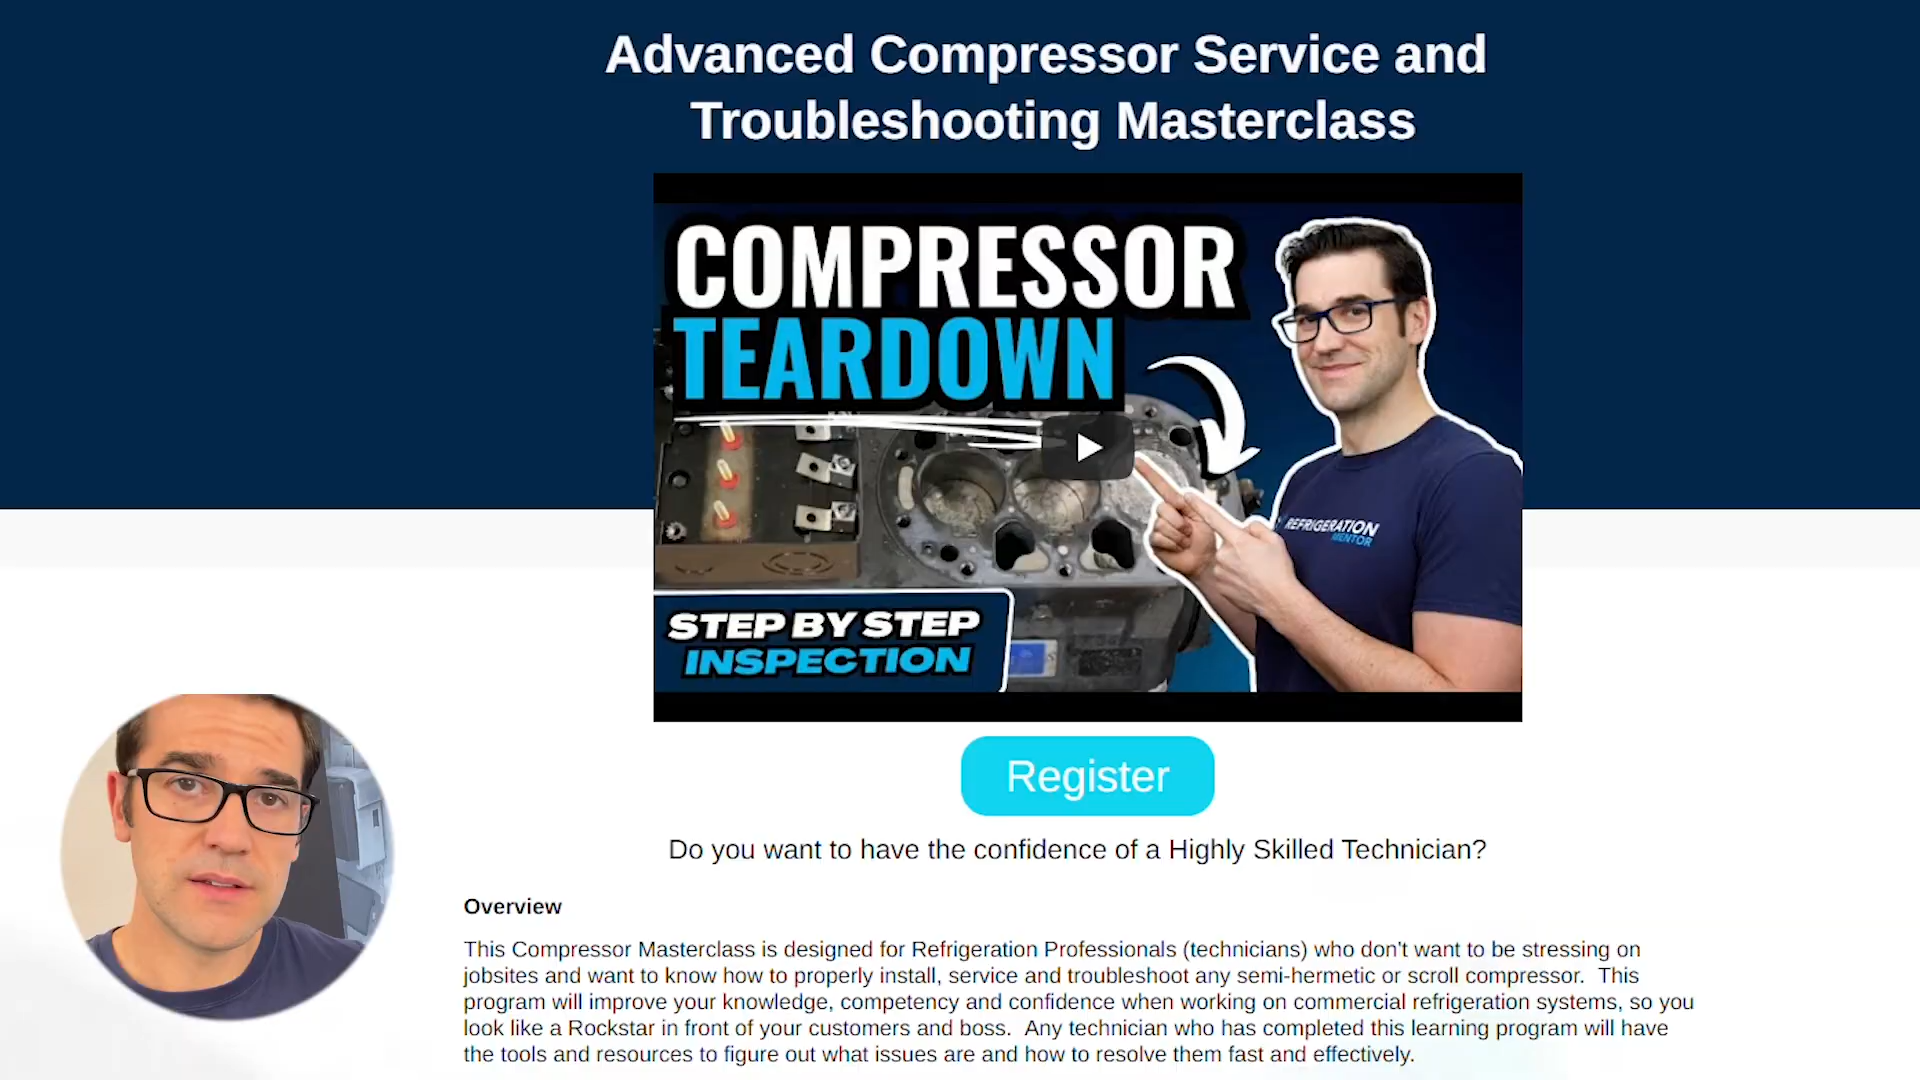 Advanced Compressor Service and
Troubleshooting Masterclass
COMPRESSOR
TEARDOWN
REFRIGERATION
MENTOR
STEP BY STEP
INSPECTION
Register
Do you want to have the confidence of a Highly Skilled Technician?
Overview
This Compressor Masterclass is designed for Refrigeration Professionals (technicians) who don't want to be stressing on
jobsites and want to know how to properly install, service and troubleshoot any semi-hermetic or scroll compressor. This
program will improve your knowledge, competency and confidence when working on commercial refrigeration systems, so you
look like a Rockstar in front of your customers and boss. Any technician who has completed this learning program will have
the tools and resources to figure out what issues are and how to resolve them fast and effectively.